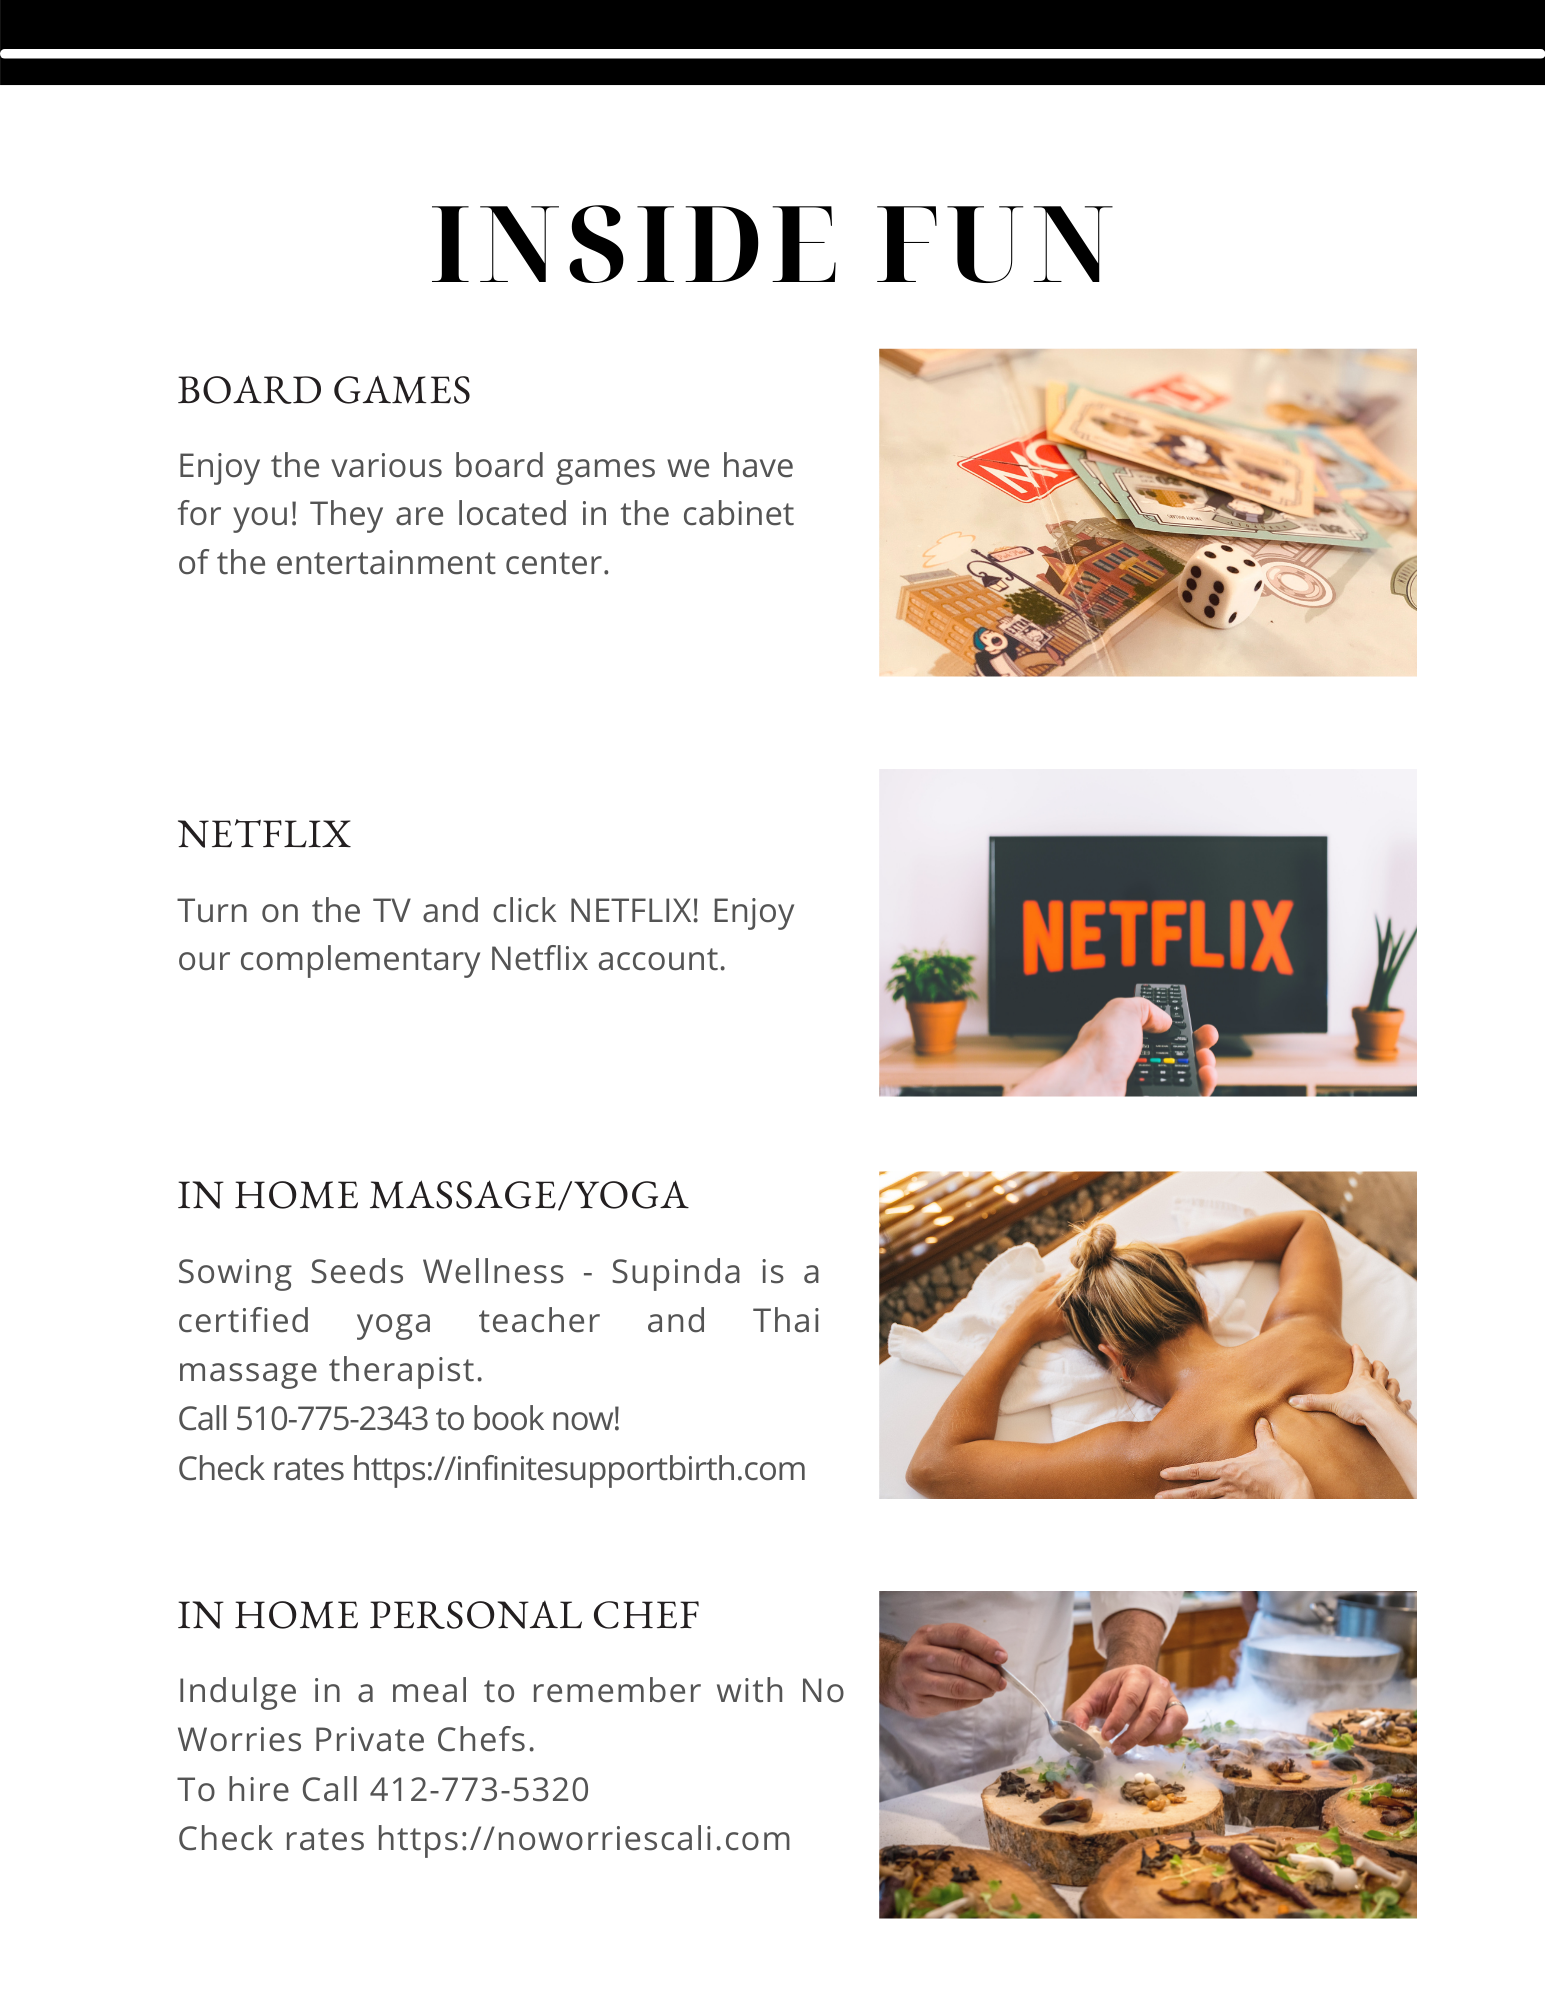 INSIDE FUN
BOARD GAMES
Enjoy the various board games we have
for you! They are located in the cabinet
of the entertainment center.
NETFLIX
Turn on the TV and click NETFLIX! Enjoy
our complementary Netflix account.
NETFLIX
IN HOME MASSAGE/YOGA
Sowing Seeds Wellness - Supinda is a
certified yoga teacher and Thai
massage therapist.
Call 510-775-2343 to book now!
Check rates https://infinitesupportbirth.com
IN HOME PERSONAL CHEF
Indulge in a meal to remember with No
Worries Private Chefs.
To hire Call 412-773-5320
Check rates https://noworriescali.com